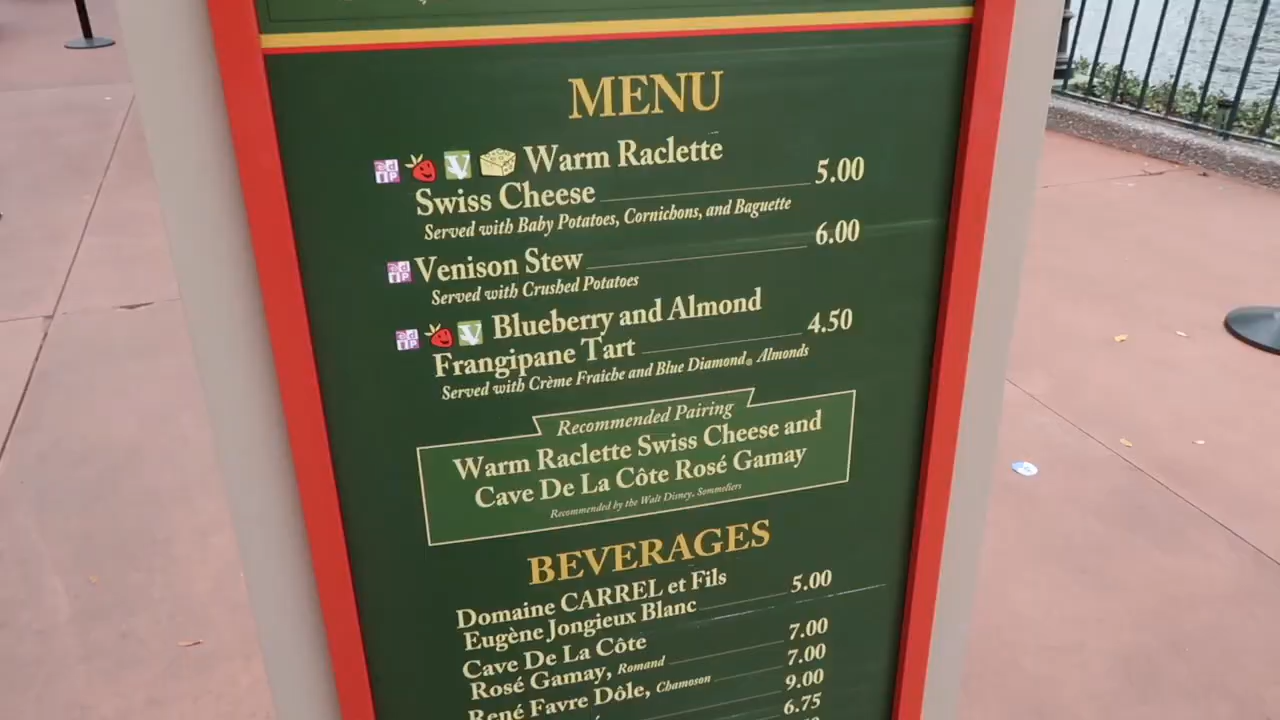 MENU
Warm Raclette
Swiss Cheese 5.00
Served with Baby Potatoes, Cornichons, and Baguette
Venison Stew 6.00
Served with Crushed Potatoes
Blueberry and Almond
Frangipane Tart 4.50
Served with Crème Fraiche and Blue Diamond® Almonds
Recommended Pairing
Warm Raclette Swiss Cheese and
Cave De La Côte Rosé Gamay
Recommended by the Walt Disney, Sommeliers
BEVERAGES
Domaine CARREL et Fils
Eugène Jongieux Blanc 5.00
Cave De La Côte
Rosé Gamay, Romand 7.00
René Favre Dôle, Chamoson 7.00
9.00
6.75